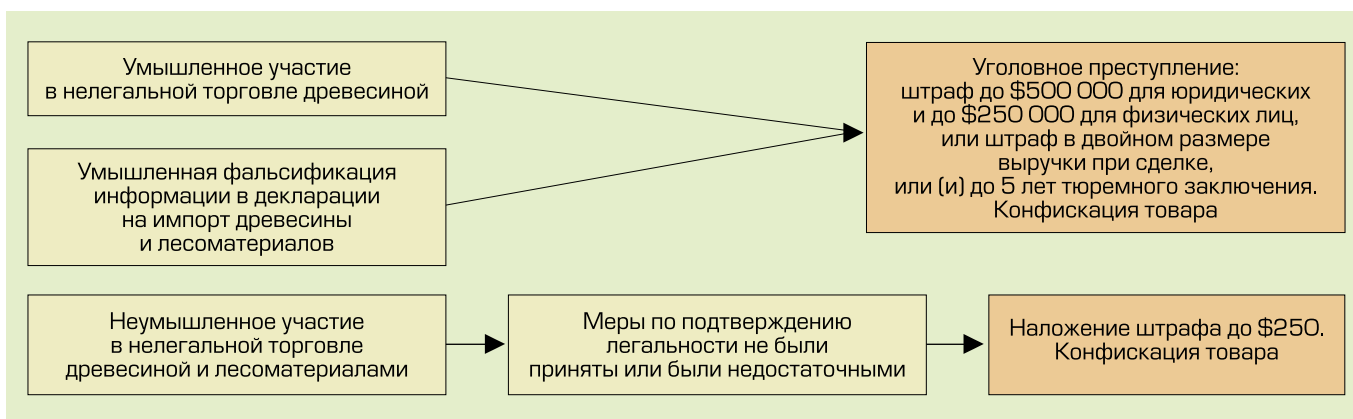 Умышленное участие
в нелегальной торговле древесиной
Умышленная фальсификация
информации в декларации
на импорт древесины
и лесоматериалов
Уголовное преступление:
штраф до $500 000 для юридических
и до $250 000 для физических лиц,
или штраф в двойном размере
выручки при сделке,
или (и) до 5 лет тюремного заключения.
Конфискация товара
Неумышленное участие
в нелегальной торговле
древесиной и лесоматериалами
Меры по подтверждению
легальности не были
приняты или были недостаточными
Наложение штрафа до $250.
Конфискация товара